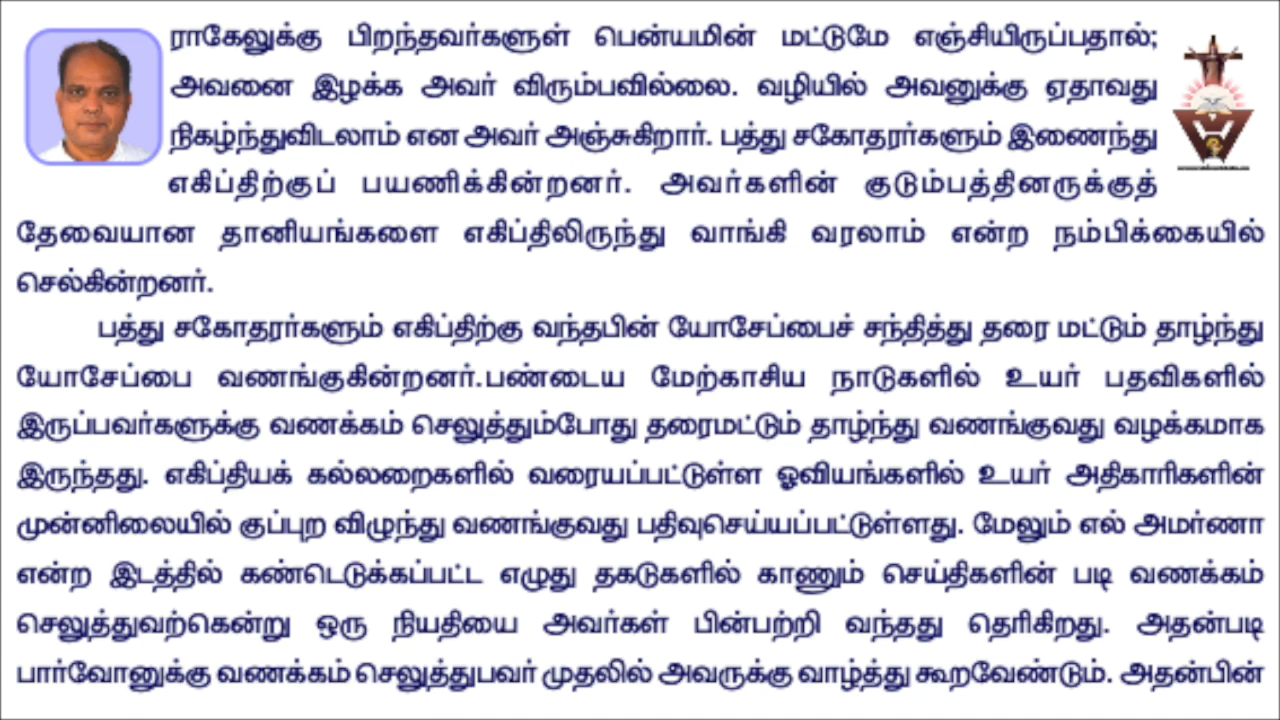 ராகேலுக்கு பிறந்தவர்களுள் பென்யமின் மட்டுமே எஞ்சியிருப்பதால்;
அவனை இழக்க அவர் விரும்பவில்லை. வழியில் அவனுக்கு ஏதாவது
நிகழ்ந்துவிடலாம் என அவர் அஞ்சுகிறார். பத்து சகோதரர்களும் இணைந்து
எகிப்திற்குப் பயணிக்கின்றனர். அவர்களின் குடும்பத்தினருக்குத்
தேவையான தானியங்களை எகிப்திலிருந்து வாங்கி வரலாம் என்ற நம்பிக்கையில்
செல்கின்றனர்.
பத்து சகோதரர்களும் எகிப்திற்கு வந்தபின் யோசேப்பைச் சந்தித்து தரை மட்டும் தாழ்ந்து
யோசேப்பை வணங்குகின்றனர்.பண்டைய மேற்காசிய நாடுகளில் உயர் பதவிகளில்
இருப்பவர்களுக்கு வணக்கம் செலுத்தும்போது தரைமட்டும் தாழ்ந்து வணங்குவது வழக்கமாக
இருந்தது. எகிப்தியக் கல்லறைகளில் வரையப்பட்டுள்ள ஓவியங்களில் உயர் அதிகாரிகளின்
முன்னிலையில் குப்புற விழுந்து வணங்குவது பதிவுசெய்யப்பட்டுள்ளது. மேலும் எல் அமர்ணா
என்ற இடத்தில் கண்டெடுக்கப்பட்ட எழுது தகடுகளில் காணும் செய்திகளின் படி வணக்கம்
செலுத்துவற்கென்று ஒரு நியதியை அவர்கள் பின்பற்றி வந்தது தெரிகிறது. அதன்படி
பார்வோனுக்கு வணக்கம் செலுத்துபவர் முதலில் அவருக்கு வாழ்த்து கூறவேண்டும். அதன்பின்